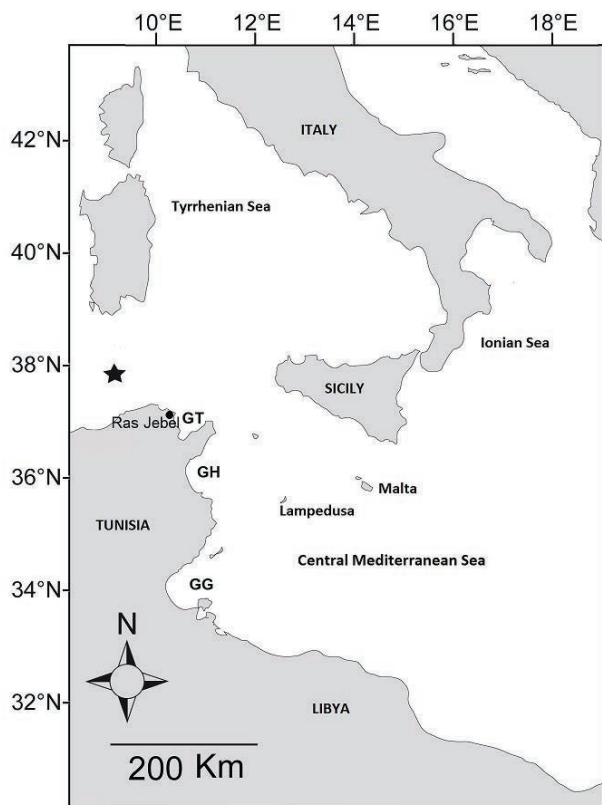 10°E 12°E 14°E 16°E 18°E
42°N
ITALY
Tyrrhenian Sea
40°N
Ionian Sea
38°N
SICILY
Ras Jebel
GT
GH
36°N
Malta
Lampedusa
TUNISIA
Central Mediterranean Sea
GG
34°N
N
32°N
LIBYA
200 Km